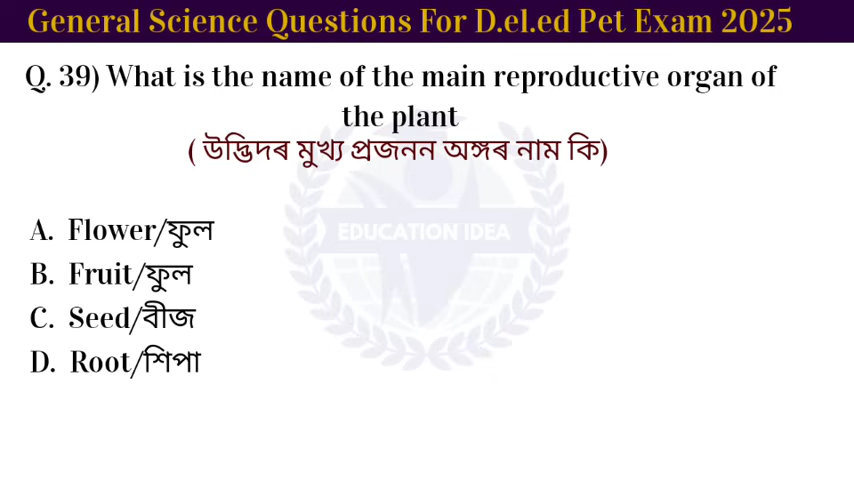 General Science Questions For D.el.ed Pet Exam 2025
Q. 39) What is the name of the main reproductive organ of
the plant
( উদ্ভিদৰ মুখ্য প্ৰজনন অঙ্গৰ নাম কি)
EDUCATION IDEA
A. Flower/ফুল
B. Fruit/ফুল
C. Seed/বীজ
D. Root/শিপা